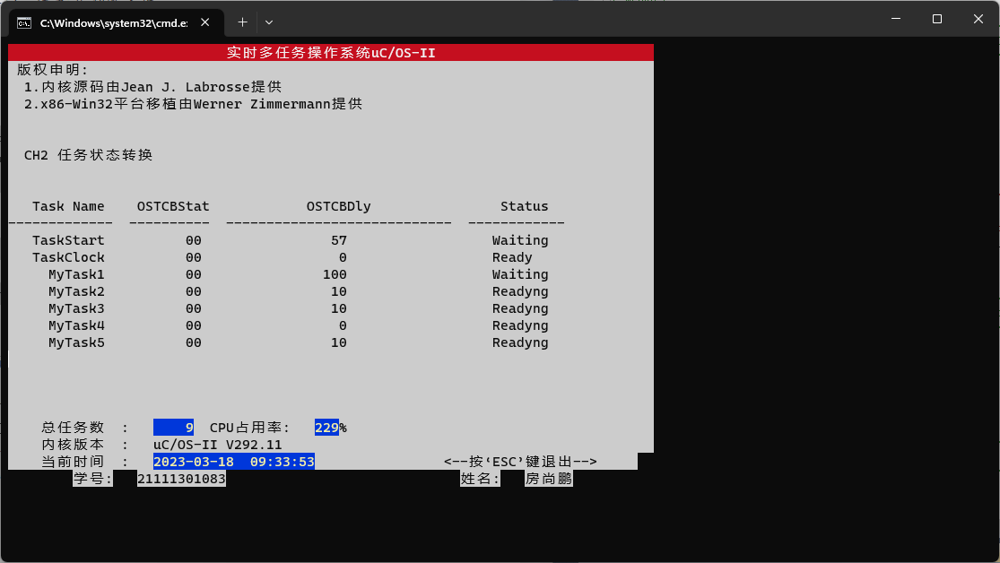 C:\Windows\system32\cmd.e
实时多任务操作系统uC/OS-II
版权申明:
1.内核源码由Jean J. Labrosse提供
2.x86-Win32平台移植由Werner Zimmermann提供
CH2 任务状态转换
Task Name OSTCBStat OSTCBDly Status
------------- ---------- ---------------------------- ------------
TaskStart 00 57 Waiting
TaskClock 00 0 Ready
MyTask1 00 100 Waiting
MyTask2 00 10 Readyng
MyTask3 00 10 Readyng
MyTask4 00 0 Readyng
MyTask5 00 10 Readyng
总任务数 : 9 CPU占用率: 229%
内核版本 : uC/OS-II V292.11
当前时间 : 2023-03-18 09:33:53 <--按‘ESC’键退出-->
学号: 21111301083 姓名: 房尚鹏